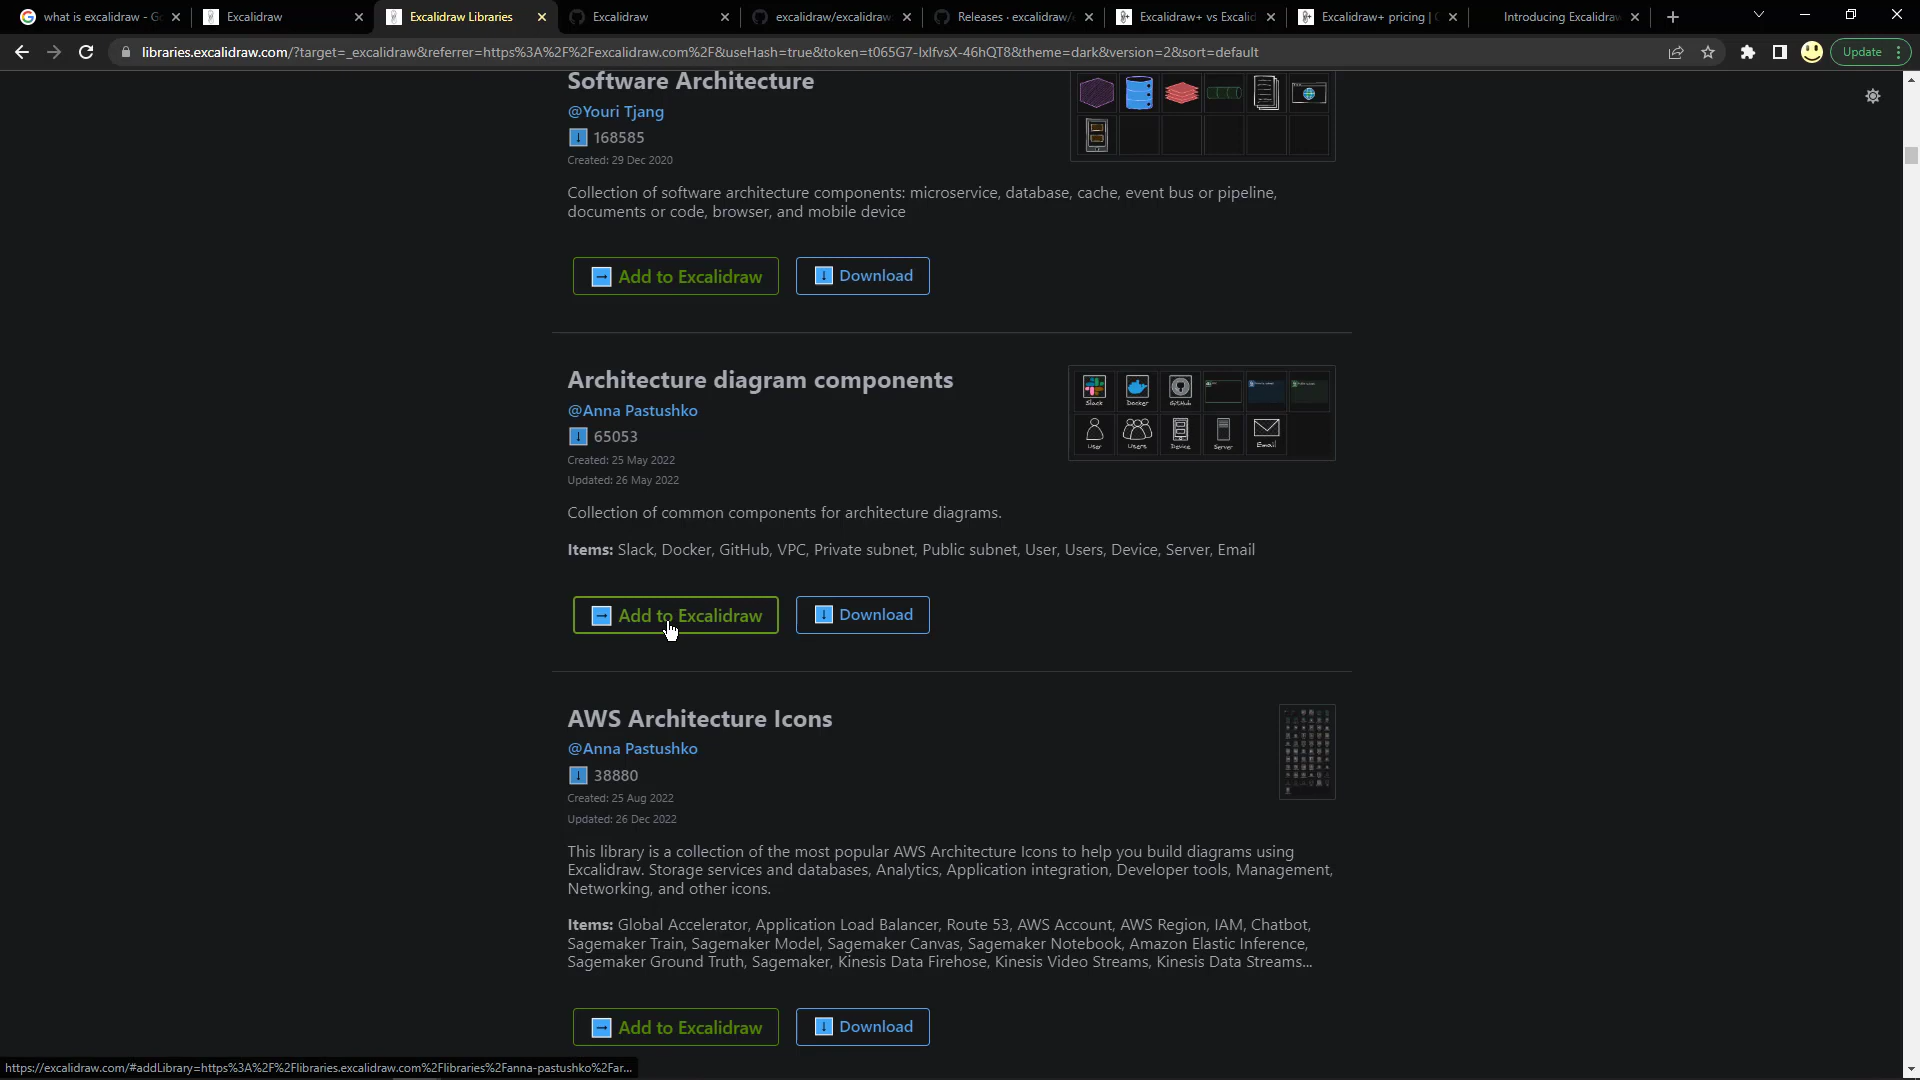 what is excalidraw - Go
Excalidraw
Excalidraw Libraries
Excalidraw
excalidraw/excalidraw
Releases · excalidraw/
Excalidraw+ vs Excalid
Excalidraw+ pricing |
Introducing Excalidraw
libraries.excalidraw.com/?target=_excalidraw&referrer=https%3A%2F%2Fexcalidraw.com%2F&useHash=true&token=t065G7-lxlfvsX-46hQT8&theme=dark&version=2&sort=default
Update
Software Architecture
@Youri Tjang
168585
Created: 29 Dec 2020
Collection of software architecture components: microservice, database, cache, event bus or pipeline,
documents or code, browser, and mobile device
Add to Excalidraw
Download
Architecture diagram components
@Anna Pastushko
65053
Created: 25 May 2022
Updated: 26 May 2022
Slack
Docker
GitHub
User
Users
Device
Server
Email
Collection of common components for architecture diagrams.
Items: Slack, Docker, GitHub, VPC, Private subnet, Public subnet, User, Users, Device, Server, Email
Add to Excalidraw
Download
AWS Architecture Icons
@Anna Pastushko
38880
Created: 25 Aug 2022
Updated: 26 Dec 2022
This library is a collection of the most popular AWS Architecture Icons to help you build diagrams using
Excalidraw. Storage services and databases, Analytics, Application integration, Developer tools, Management,
Networking, and other icons.
Items: Global Accelerator, Application Load Balancer, Route 53, AWS Account, AWS Region, IAM, Chatbot,
Sagemaker Train, Sagemaker Model, Sagemaker Canvas, Sagemaker Notebook, Amazon Elastic Inference,
Sagemaker Ground Truth, Sagemaker, Kinesis Data Firehose, Kinesis Video Streams, Kinesis Data Streams...
Add to Excalidraw
Download
https://excalidraw.com/#addLibrary=https%3A%2F%2Flibraries.excalidraw.com%2Flibraries%2Fanna-pastushko%2Far...